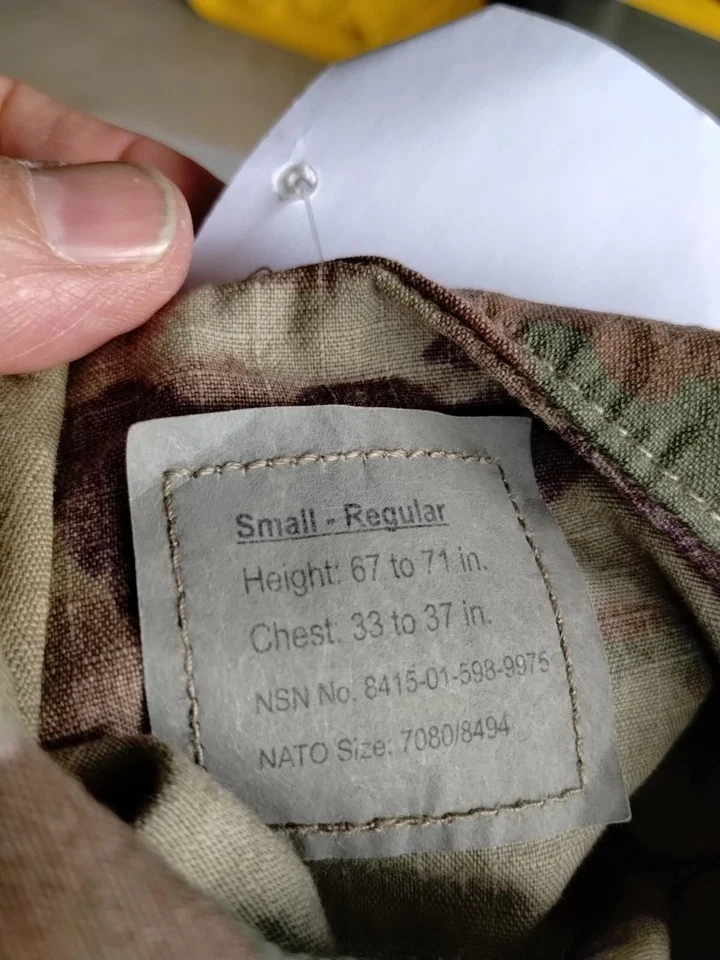 Small - Regular
Height: 67 to 71 in.
Chest: 33 to 37 in.
NSN No. 8415-01-598-9975
NATO Size: 7080/8494